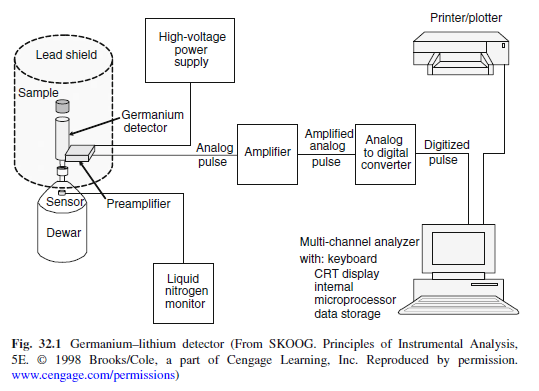 Printer/plotter
High-voltage
power
supply
Lead shield
Sample
Germanium
detector
Analog
pulse
Amplifier
Amplified
analog
pulse
Analog
to digital
converter
Digitized
pulse
Sensor
Preamplifier
Dewar
Liquid
nitrogen
monitor
Multi-channel analyzer
with: keyboard
CRT display
internal
microprocessor
data storage
Fig. 32.1 Germanium–lithium detector (From SKOOG. Principles of Instrumental Analysis,
5E. © 1998 Brooks/Cole, a part of Cengage Learning, Inc. Reproduced by permission.
www.cengage.com/permissions)